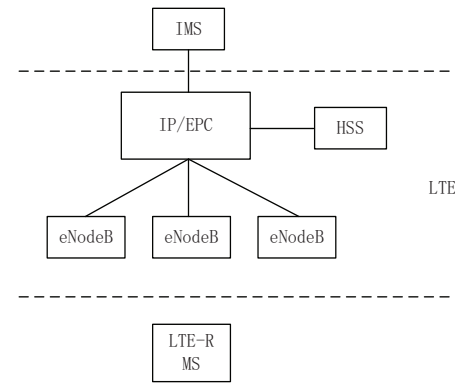 IMS
IP/EPC
HSS
LTE
eNodeB
eNodeB
eNodeB
LTE-R
MS